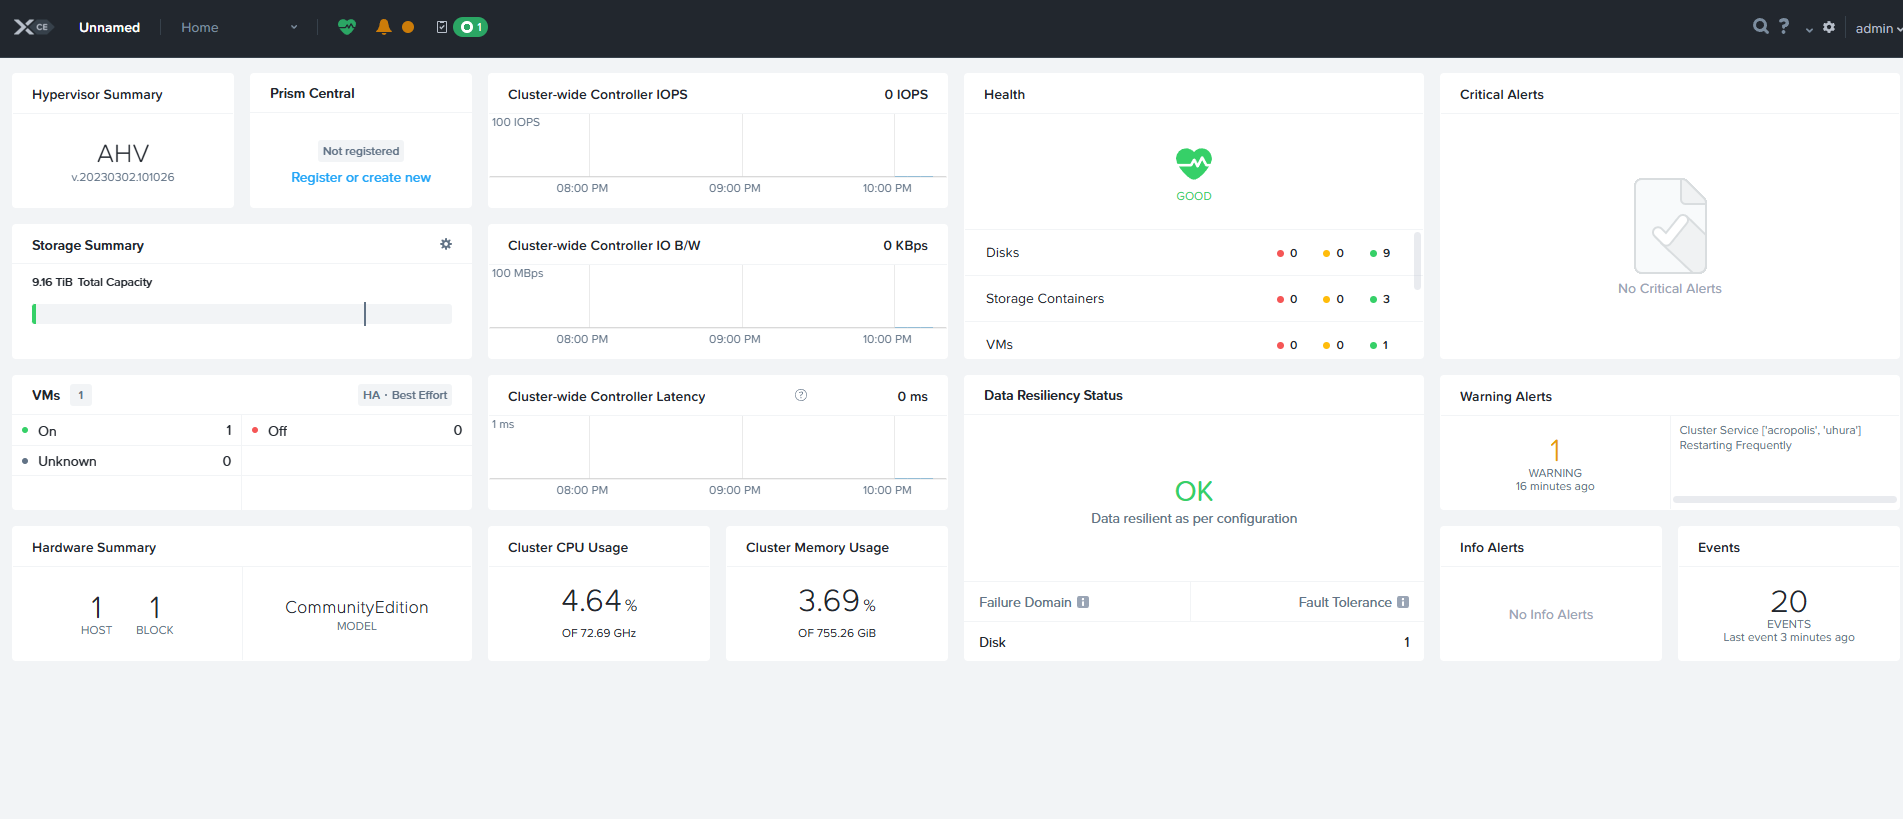 CE
Unnamed
Home
1
admin
Hypervisor Summary
AHV
v.20230302.101026
Prism Central
Not registered
Register or create new
Cluster-wide Controller IOPS
0 IOPS
100 IOPS
08:00 PM
09:00 PM
10:00 PM
Health
GOOD
Disks
0
0
9
Storage Containers
0
0
3
VMs
0
0
1
Critical Alerts
No Critical Alerts
Storage Summary
9.16 TiB Total Capacity
Cluster-wide Controller IO B/W
0 KBps
100 MBps
08:00 PM
09:00 PM
10:00 PM
VMs
1
HA · Best Effort
On
1
Off
0
Unknown
0
Cluster-wide Controller Latency
?
0 ms
1 ms
08:00 PM
09:00 PM
10:00 PM
Data Resiliency Status
OK
Data resilient as per configuration
Failure Domain
Fault Tolerance
Disk
1
Warning Alerts
1
WARNING
16 minutes ago
Cluster Service ['acropolis', 'uhura']
Restarting Frequently
Hardware Summary
1
HOST
1
BLOCK
CommunityEdition
MODEL
Cluster CPU Usage
4.64 %
OF 72.69 GHz
Cluster Memory Usage
3.69 %
OF 755.26 GiB
Info Alerts
No Info Alerts
Events
20
EVENTS
Last event 3 minutes ago